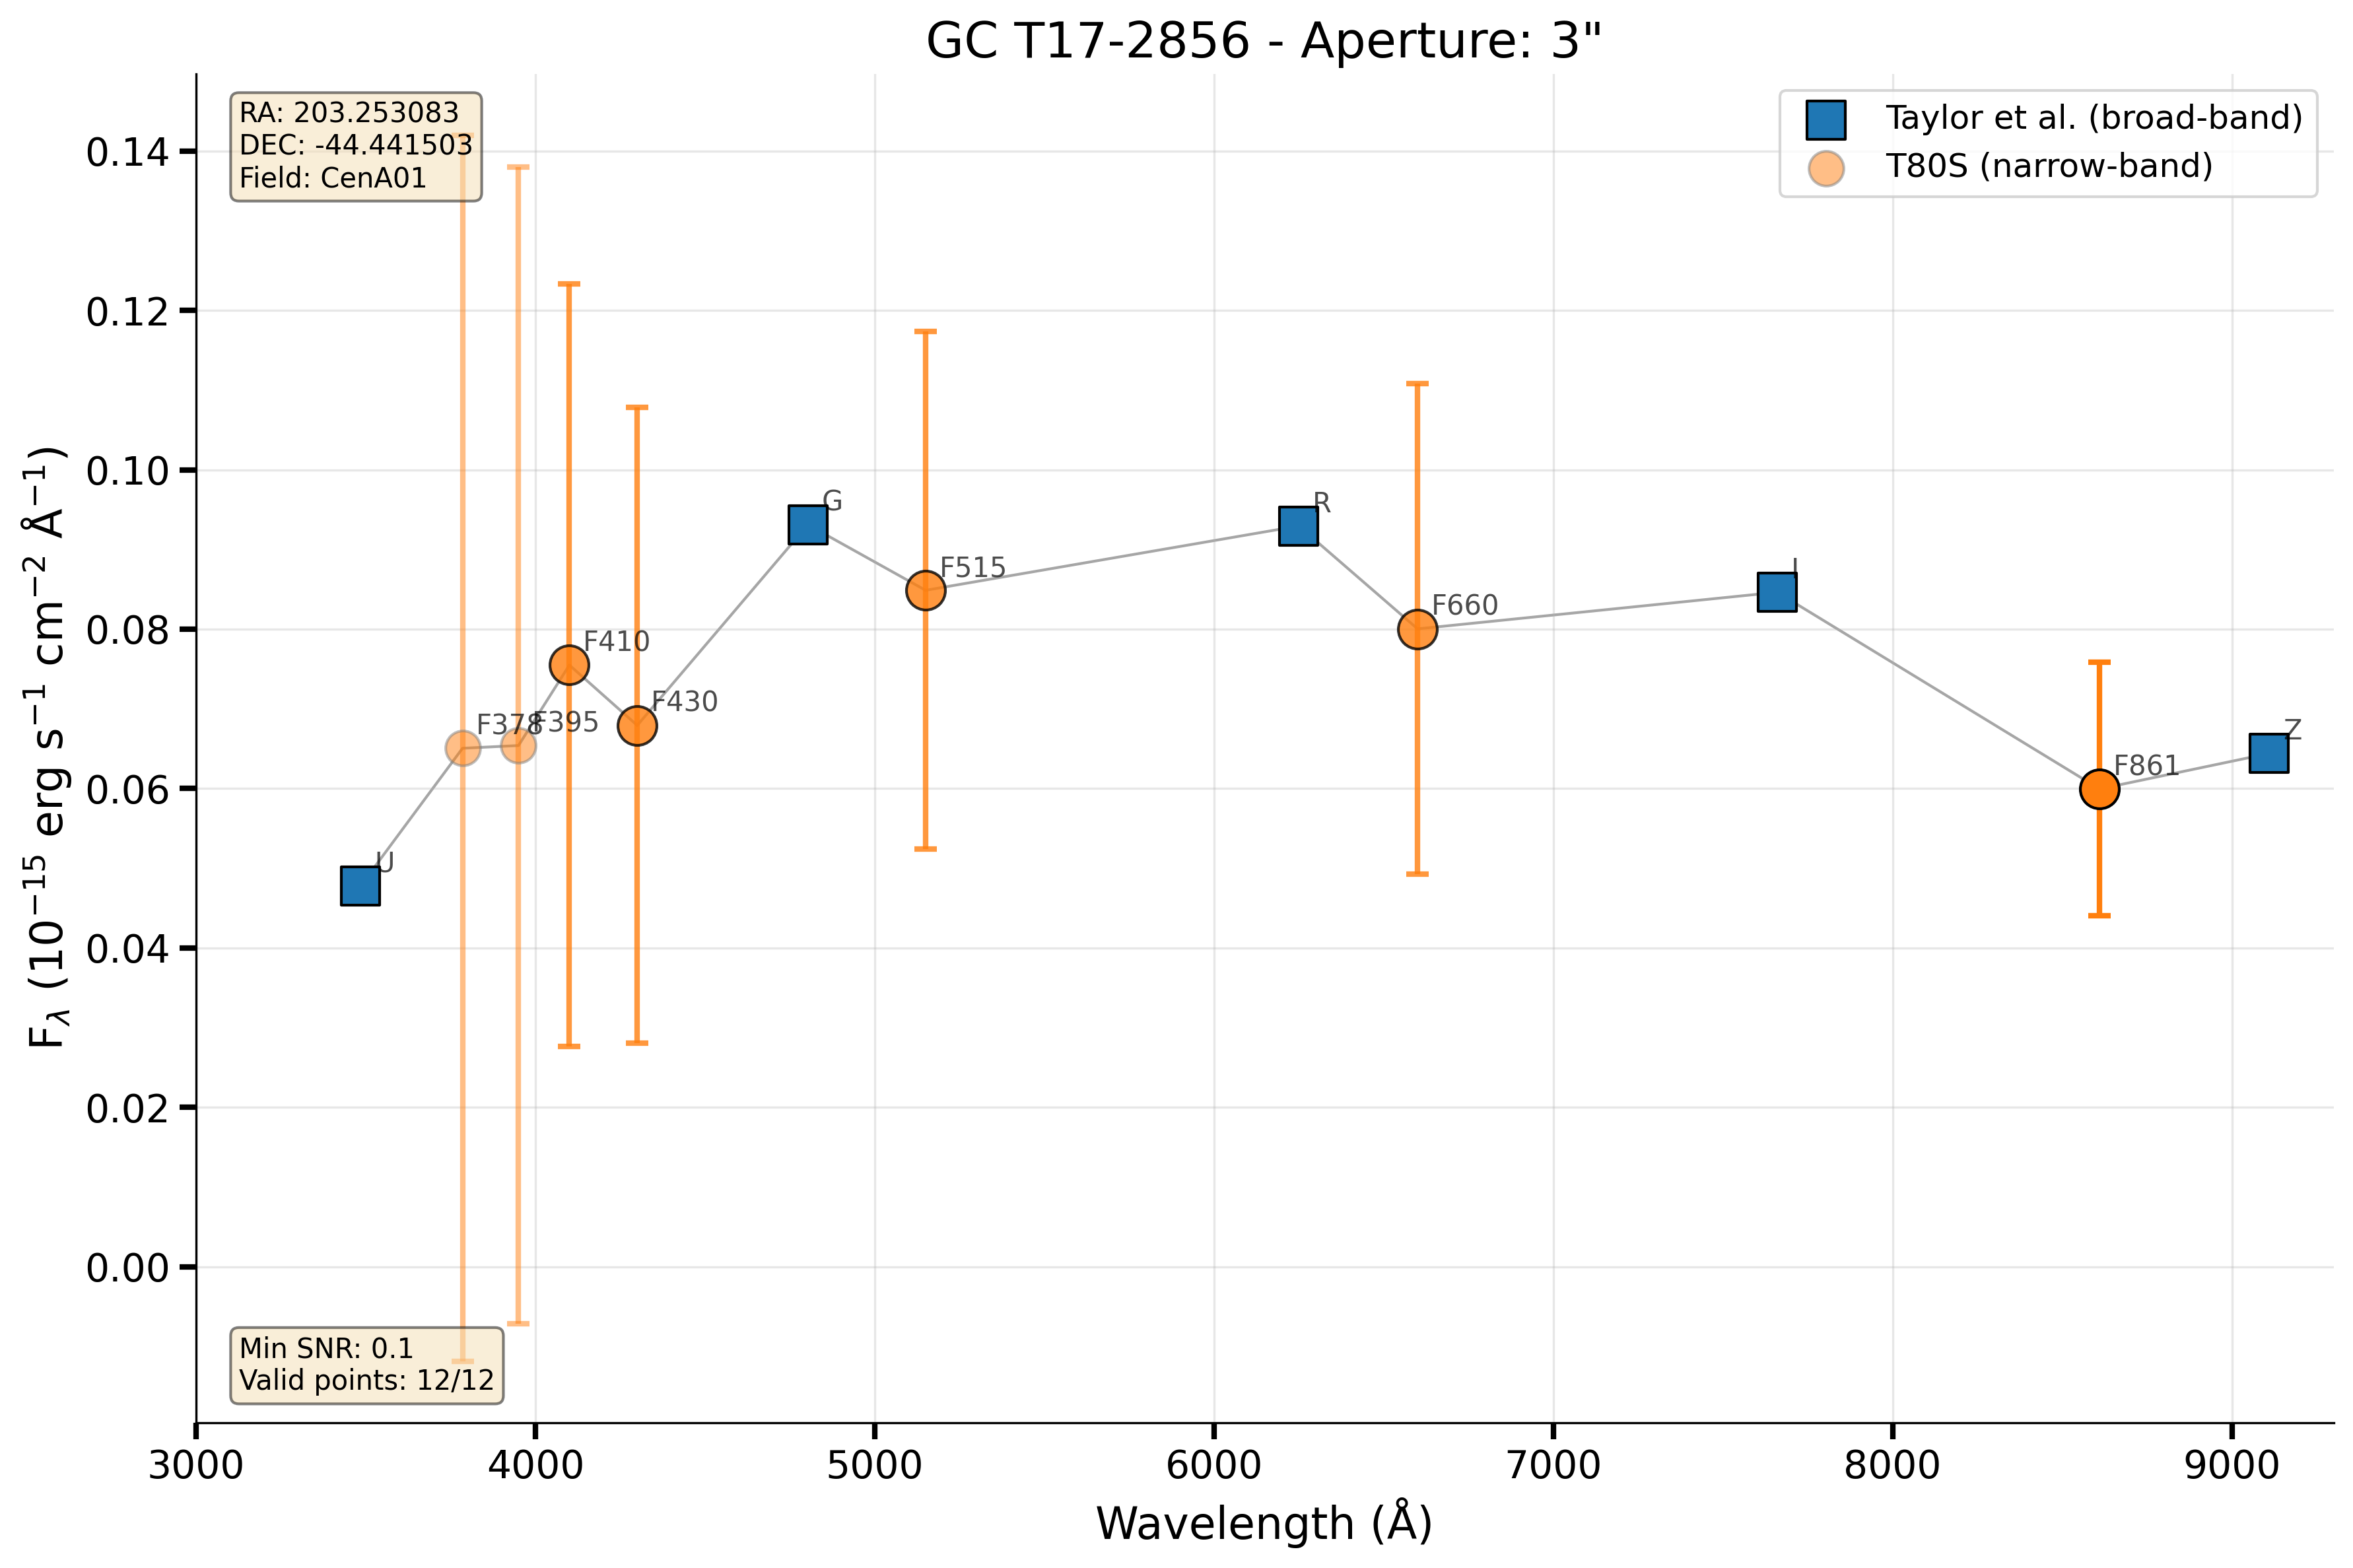 GC T17-2856 - Aperture: 3"
RA: 203.253083
DEC: -44.441503
Field: CenA01
Taylor et al. (broad-band)
T80S (narrow-band)
0.14
0.12
0.10
0.08
0.06
0.04
0.02
0.00
F_λ (10⁻¹⁵ erg s⁻¹ cm⁻² Å⁻¹)
U
F378
F395
F410
F430
G
F515
R
F660
I
F861
Z
Min SNR: 0.1
Valid points: 12/12
3000 4000 5000 6000 7000 8000 9000
Wavelength (Å)